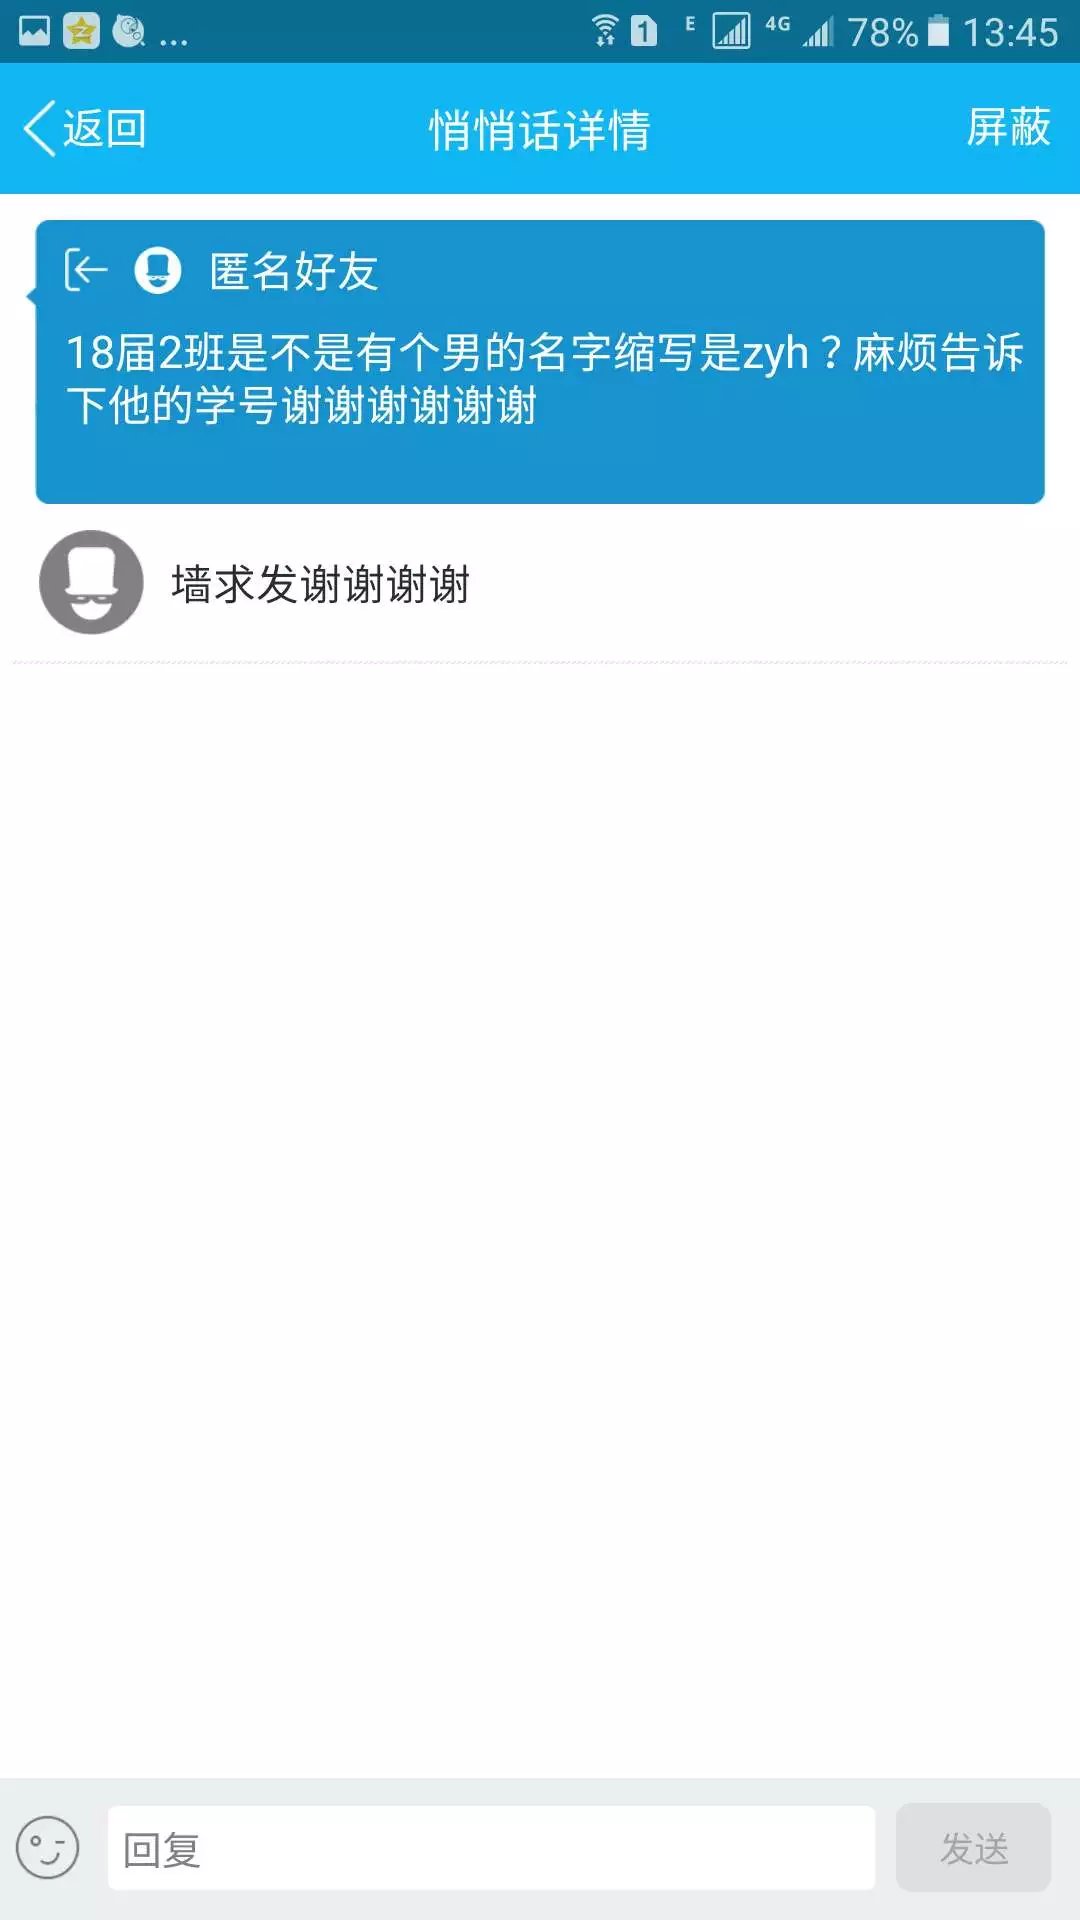 ... 1 E 4G 78% 13:45
返回 悄悄话详情 屏蔽
匿名好友
18届2班是不是有个男的名字缩写是zyh？麻烦告诉
下他的学号谢谢谢谢谢谢
墙求发谢谢谢谢
回复 发送